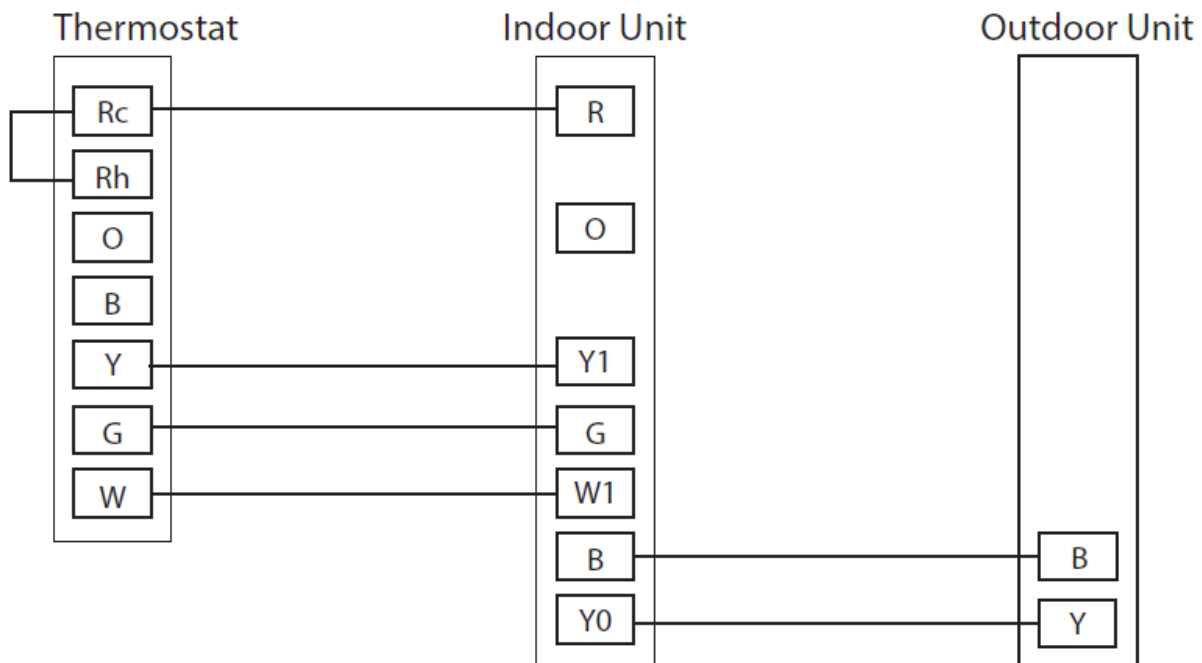 Thermostat
Indoor Unit
Outdoor Unit
Rc
Rh
O
B
Y
G
W
R
O
Y1
G
W1
B
Y0
B
Y